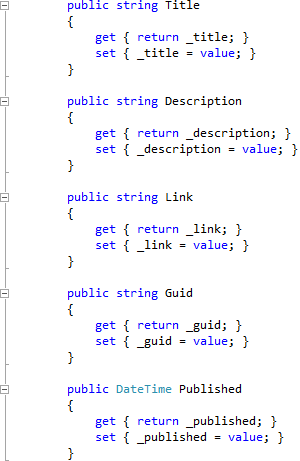 public string Title
{
get { return _title; }
set { _title = value; }
}
public string Description
{
get { return _description; }
set { _description = value; }
}
public string Link
{
get { return _link; }
set { _link = value; }
}
public string Guid
{
get { return _guid; }
set { _guid = value; }
}
public DateTime Published
{
get { return _published; }
set { _published = value; }
}